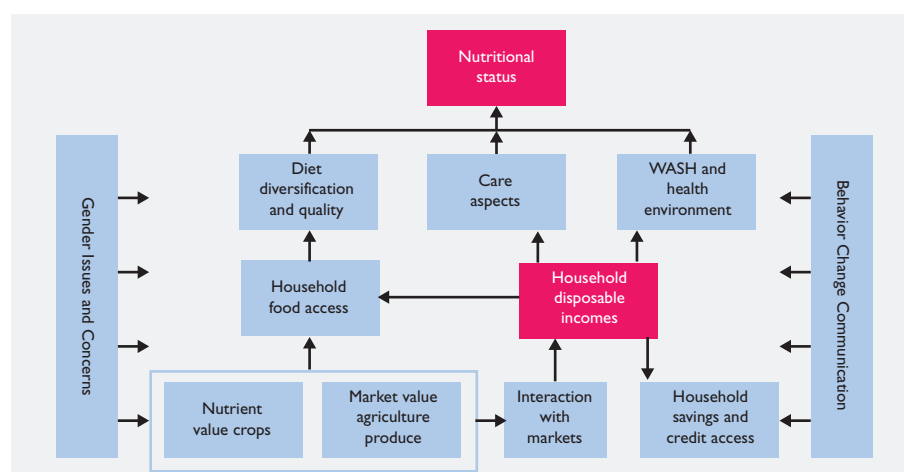 Nutritional
status
Diet
diversification
and quality
Care
aspects
WASH and
health
environment
Gender Issues and Concerns
Behavior Change Communication
Household
food access
Household
disposable
incomes
Nutrient
value crops
Market value
agriculture
produce
Interaction
with
markets
Household
savings and
credit access